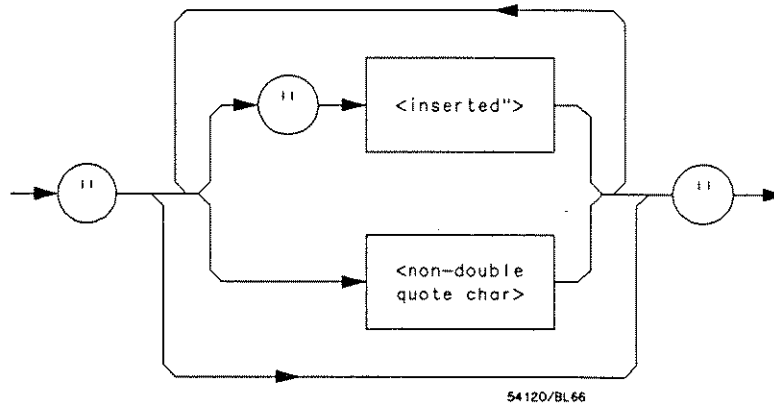 "
<inserted">
"
"
<non-double
quote char>
54120/BL66